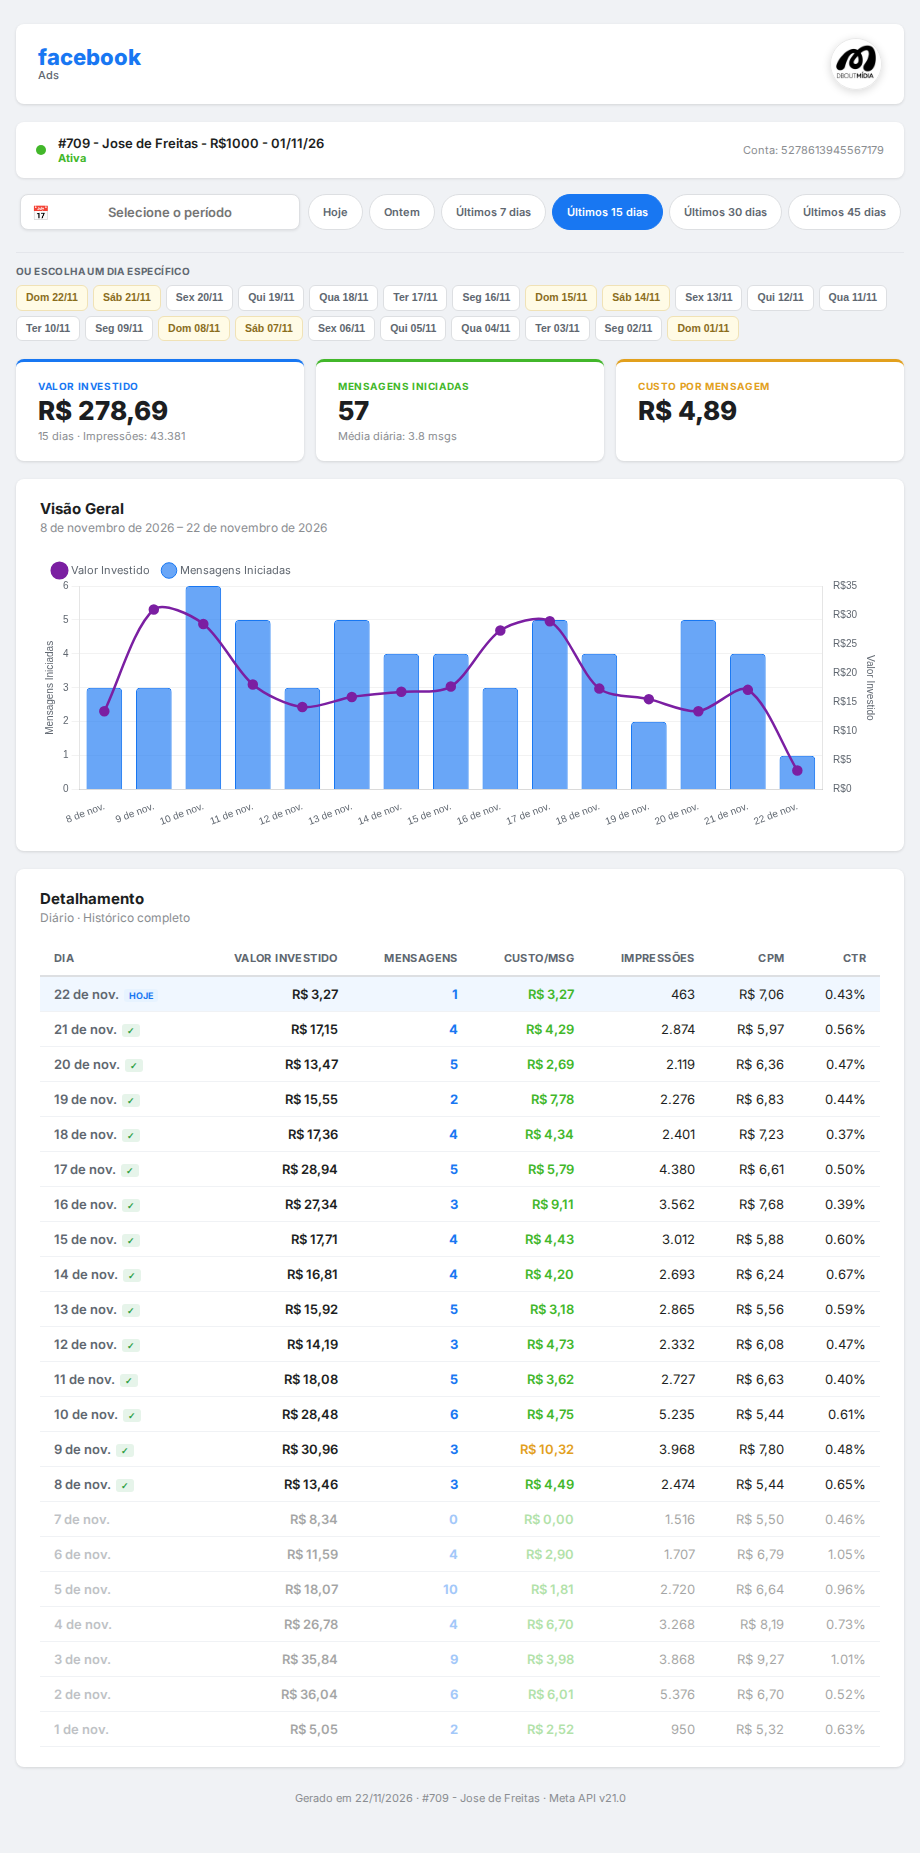 facebook
Ads
DBOUTMÍDIA
#709 - Jose de Freitas - R$1000 - 01/11/26
Ativa
Conta: 5278613945567179
Selecione o período
Hoje
Ontem
Últimos 7 dias
Últimos 15 dias
Últimos 30 dias
Últimos 45 dias
OU ESCOLHA UM DIA ESPECÍFICO
Dom 22/11 Sáb 21/11 Sex 20/11 Qui 19/11 Qua 18/11 Ter 17/11 Seg 16/11 Dom 15/11 Sáb 14/11 Sex 13/11 Qui 12/11 Qua 11/11
Ter 10/11 Seg 09/11 Dom 08/11 Sáb 07/11 Sex 06/11 Qui 05/11 Qua 04/11 Ter 03/11 Seg 02/11 Dom 01/11
VALOR INVESTIDO
R$ 278,69
15 dias · Impressões: 43.381
MENSAGENS INICIADAS
57
Média diária: 3.8 msgs
CUSTO POR MENSAGEM
R$ 4,89
Visão Geral
8 de novembro de 2026 – 22 de novembro de 2026
Valor Investido Mensagens Iniciadas
Mensagens Iniciadas
6
5
4
3
2
1
0
R$35
R$30
R$25
R$20
R$15
R$10
R$5
R$0
Valor Investido
8 de nov. 9 de nov. 10 de nov. 11 de nov. 12 de nov. 13 de nov. 14 de nov. 15 de nov. 16 de nov. 17 de nov. 18 de nov. 19 de nov. 20 de nov. 21 de nov. 22 de nov.
Detalhamento
Diário · Histórico completo
DIA VALOR INVESTIDO MENSAGENS CUSTO/MSG IMPRESSÕES CPM CTR
22 de nov. HOJE R$ 3,27 1 R$ 3,27 463 R$ 7,06 0.43%
21 de nov. ✓ R$ 17,15 4 R$ 4,29 2.874 R$ 5,97 0.56%
20 de nov. ✓ R$ 13,47 5 R$ 2,69 2.119 R$ 6,36 0.47%
19 de nov. ✓ R$ 15,55 2 R$ 7,78 2.276 R$ 6,83 0.44%
18 de nov. ✓ R$ 17,36 4 R$ 4,34 2.401 R$ 7,23 0.37%
17 de nov. ✓ R$ 28,94 5 R$ 5,79 4.380 R$ 6,61 0.50%
16 de nov. ✓ R$ 27,34 3 R$ 9,11 3.562 R$ 7,68 0.39%
15 de nov. ✓ R$ 17,71 4 R$ 4,43 3.012 R$ 5,88 0.60%
14 de nov. ✓ R$ 16,81 4 R$ 4,20 2.693 R$ 6,24 0.67%
13 de nov. ✓ R$ 15,92 5 R$ 3,18 2.865 R$ 5,56 0.59%
12 de nov. ✓ R$ 14,19 3 R$ 4,73 2.332 R$ 6,08 0.47%
11 de nov. ✓ R$ 18,08 5 R$ 3,62 2.727 R$ 6,63 0.40%
10 de nov. ✓ R$ 28,48 6 R$ 4,75 5.235 R$ 5,44 0.61%
9 de nov. ✓ R$ 30,96 3 R$ 10,32 3.968 R$ 7,80 0.48%
8 de nov. ✓ R$ 13,46 3 R$ 4,49 2.474 R$ 5,44 0.65%
7 de nov. R$ 8,34 0 R$ 0,00 1.516 R$ 5,50 0.46%
6 de nov. R$ 11,59 4 R$ 2,90 1.707 R$ 6,79 1.05%
5 de nov. R$ 18,07 10 R$ 1,81 2.720 R$ 6,64 0.96%
4 de nov. R$ 26,78 4 R$ 6,70 3.268 R$ 8,19 0.73%
3 de nov. R$ 35,84 9 R$ 3,98 3.868 R$ 9,27 1.01%
2 de nov. R$ 36,04 6 R$ 6,01 5.376 R$ 6,70 0.52%
1 de nov. R$ 5,05 2 R$ 2,52 950 R$ 5,32 0.63%
Gerado em 22/11/2026 · #709 - Jose de Freitas · Meta API v21.0